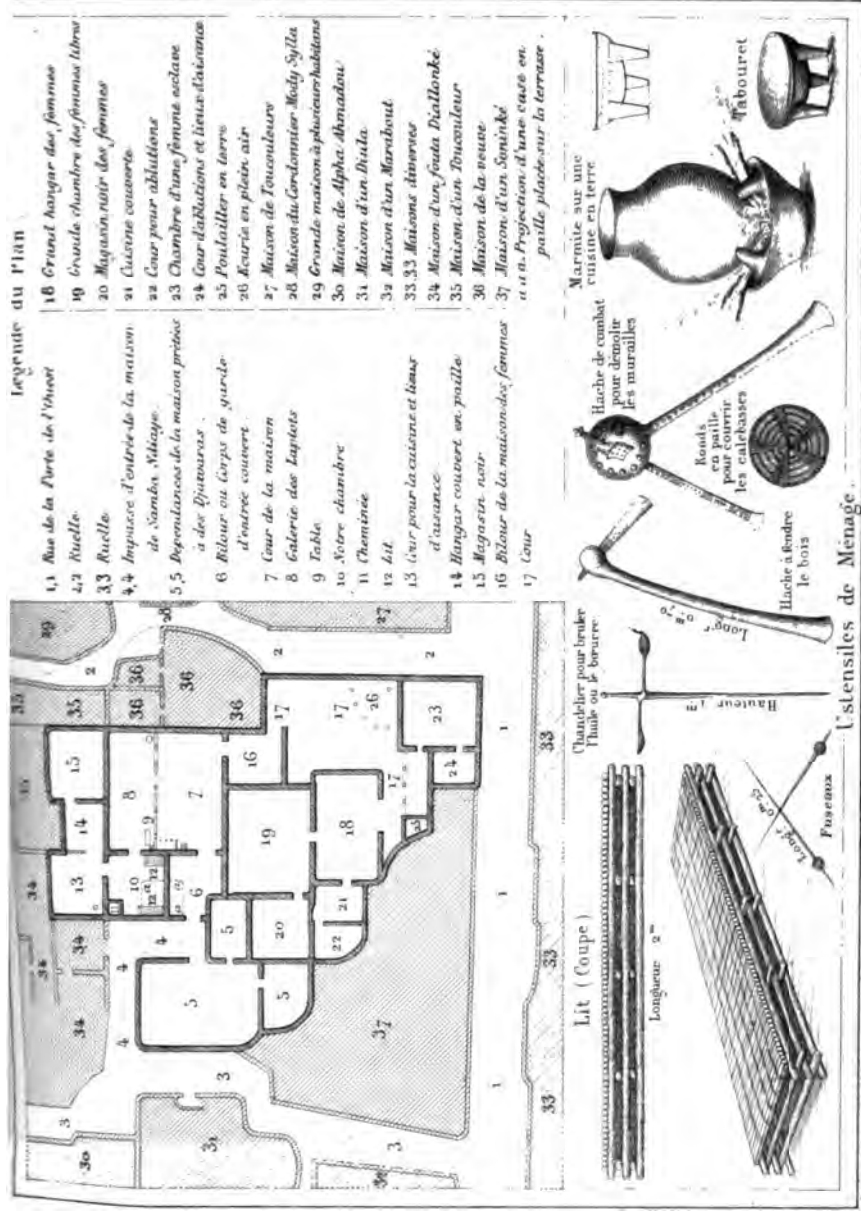 Légende du Plan
1,1 Rue de la Porte de l'Ouest
2,2 Ruelle
3,3 Ruelle
4,4 Impasse d'entrée de la maison
de Samba Ndiaye
5,5 Dependances de la maison prêtées
à des Djawaras.
6 Bilour ou Corps de garde
d'entrée couvert
7 Cour de la maison
8 Galerie des Laptots
9 Table
10 Notre chambre
11 Cheminée
12 Lit
13 Cour pour la cuisine et lieus
d'aisance
14 Hangar couvert en paille
15 Magasin noir
16 Bilour de la maison des femmes
17 Cour
18 Grand hangar des femmes
19 Grande chambre des femmes libres
20 Magasin noir des femmes
21 Cuisine couverte
22 Cour pour ablutions
23 Chambre d'une femme esclave
24 Cour d'ablutions et lieux d'aisance
25 Poulailler en terre
26 Ecurie en plein air
27 Maison de Toucouleurs
28 Maison du Cordonnier Mody Sylla
29 Grande maison à plusieurs habitans
30 Maison de Alpha Ahmadou
31 Maison d'un Diula
32 Maison d'un Marabout
33.33 Maisons diverses
34 Maison d'un fouta Diallonké
35 Maison d'un Toucouleur
36 Maison de la veuve
37 Maison d'un Soninké
a a a. Projection d'une case en
paille placée sur la terrasse.
Lit (Coupe)
Longueur 2m
Chandelier pour bruler
l'huile ou le beurre
Hauteur 1m
Longr 0m 25
Fuseaux
Longr 0m 70
Hache à fendre
le bois
Hache de combat
pour démolir
les murailles
Ronds
en paille
pour couvrir
les calebasses
Marmite sur une
cuisine en terre
Tabouret
Ustensiles de Ménage.